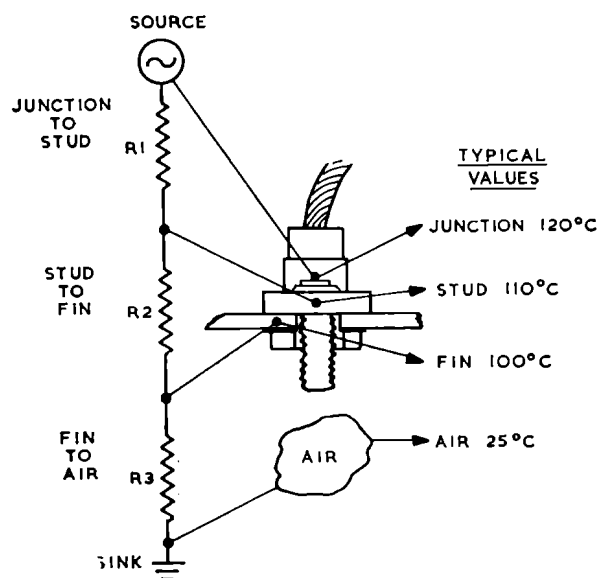 SOURCE
JUNCTION
TO
STUD
R1
TYPICAL
VALUES
JUNCTION 120°C
STUD
TO
FIN
R2
STUD 110°C
FIN 100°C
FIN
TO
AIR
R3
AIR
AIR 25°C
SINK